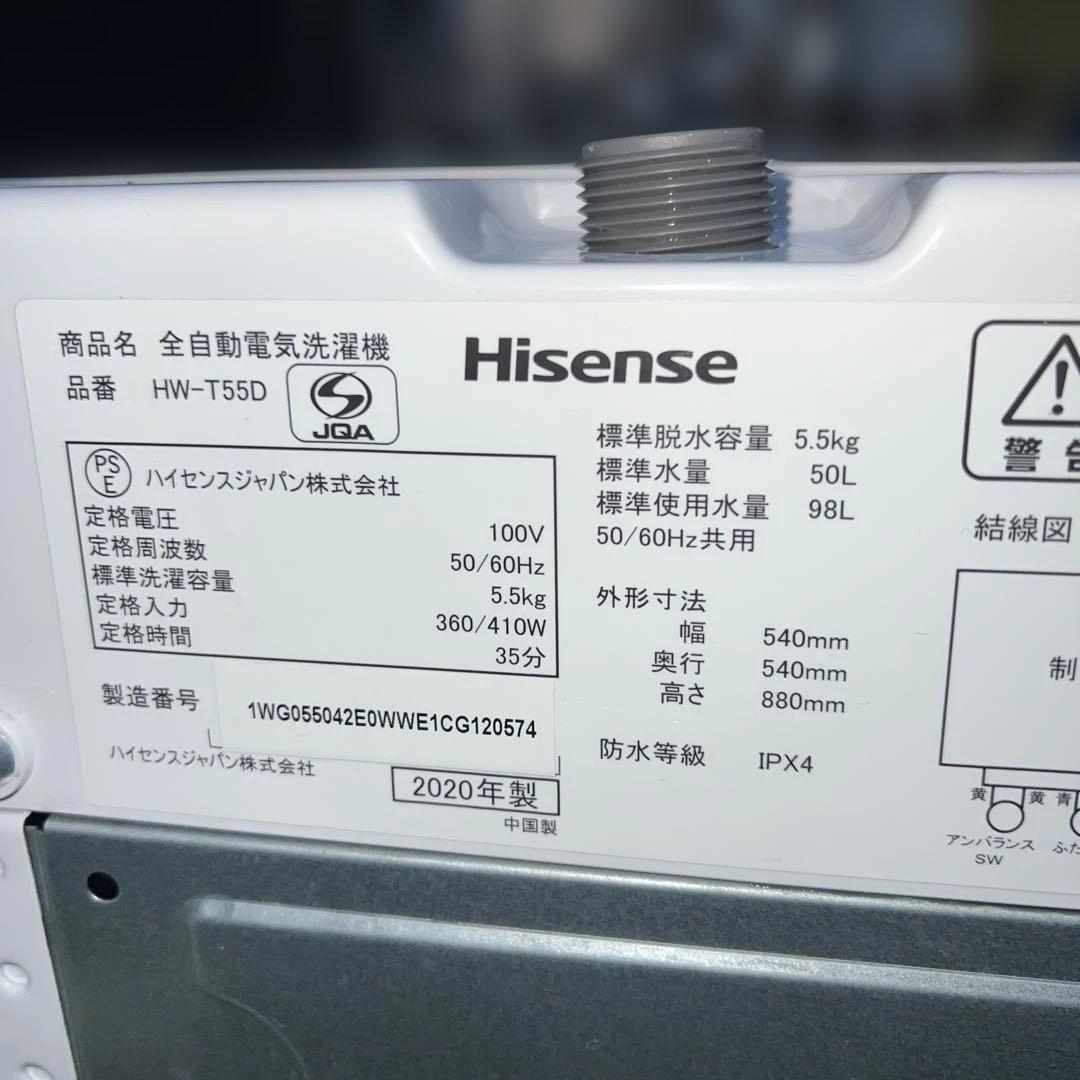 商品名 全自動電気洗濯機
品番 HW-T55D
JQA
Hisense
PS
E
ハイセンスジャパン株式会社
定格電圧 100V
定格周波数 50/60Hz
標準洗濯容量 5.5kg
定格入力 360/410W
定格時間 35分
製造番号 1WG055042E0WWE1CG120574
ハイセンスジャパン株式会社
2020年製
中国製
標準脱水容量 5.5kg
標準水量 50L
標準使用水量 98L
50/60Hz共用
外形寸法
幅 540mm
奥行 540mm
高さ 880mm
防水等級 IPX4
警告
結線図
制
黄 黄 青
アンバランス ふた
SW